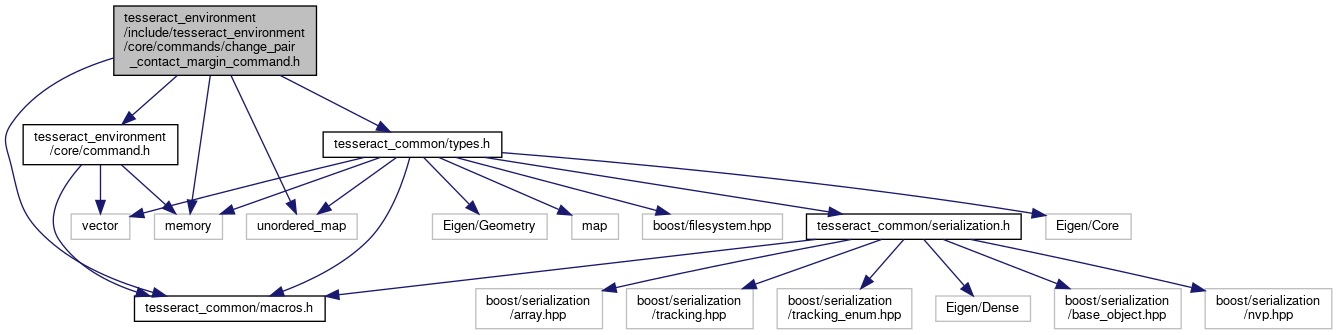 tesseract_environment
/include/tesseract_environment
/core/commands/change_pair
_contact_margin_command.h
tesseract_environment
/core/command.h
tesseract_common/types.h
vector
memory
unordered_map
Eigen/Geometry
map
boost/filesystem.hpp
tesseract_common/serialization.h
Eigen/Core
tesseract_common/macros.h
boost/serialization
/array.hpp
boost/serialization
/tracking.hpp
boost/serialization
/tracking_enum.hpp
Eigen/Dense
boost/serialization
/base_object.hpp
boost/serialization
/nvp.hpp